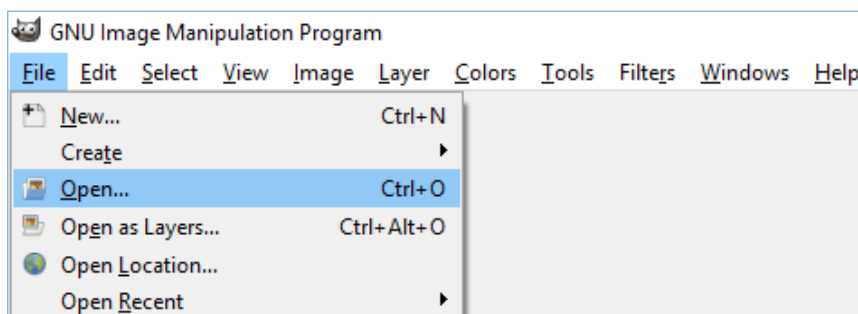 GNU Image Manipulation Program
File Edit Select View Image Layer Colors Tools Filters Windows Help
New... Ctrl+N
Create
Open... Ctrl+O
Open as Layers... Ctrl+Alt+O
Open Location...
Open Recent